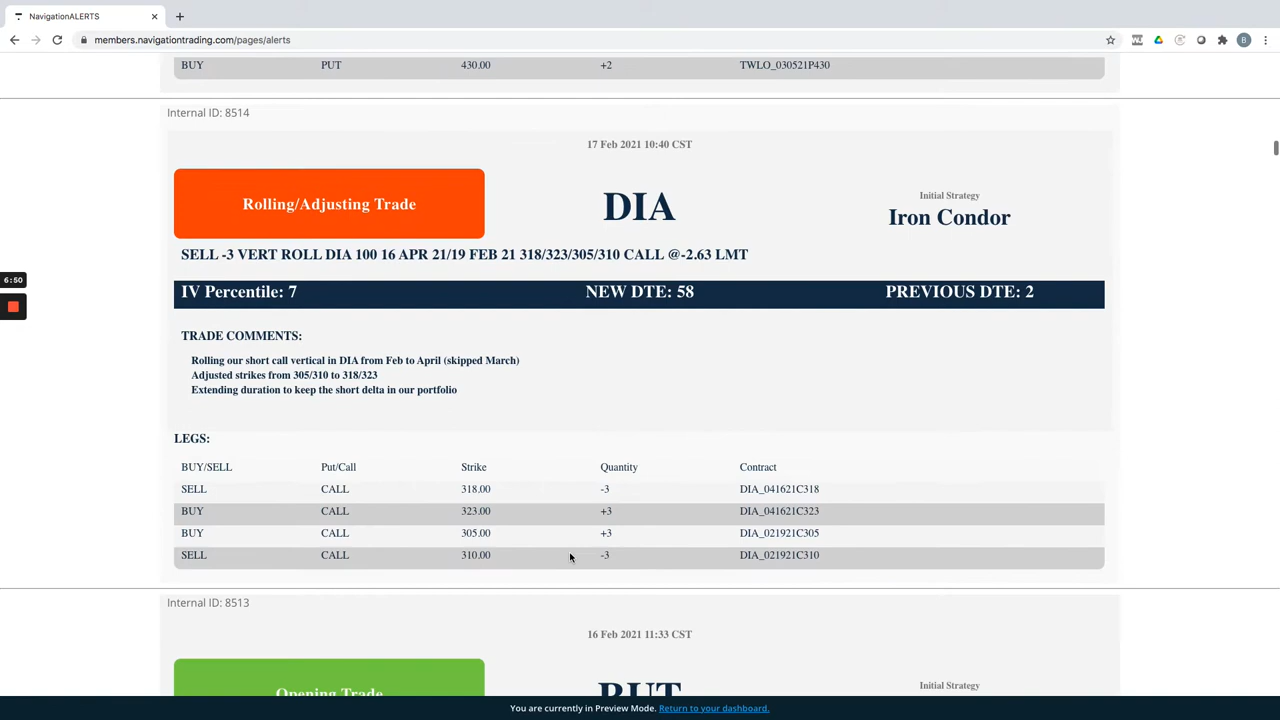 NavigationALERTS
members.navigationtrading.com/pages/alerts
BUY PUT 430.00 +2 TWLO_030521P430
Internal ID: 8514
17 Feb 2021 10:40 CST
Rolling/Adjusting Trade
DIA
Initial Strategy
Iron Condor
SELL -3 VERT ROLL DIA 100 16 APR 21/19 FEB 21 318/323/305/310 CALL @-2.63 LMT
IV Percentile: 7 NEW DTE: 58 PREVIOUS DTE: 2
6:50
TRADE COMMENTS:
Rolling our short call vertical in DIA from Feb to April (skipped March)
Adjusted strikes from 305/310 to 318/323
Extending duration to keep the short delta in our portfolio
LEGS:
BUY/SELL Put/Call Strike Quantity Contract
SELL CALL 318.00 -3 DIA_041621C318
BUY CALL 323.00 +3 DIA_041621C323
BUY CALL 305.00 +3 DIA_021921C305
SELL CALL 310.00 -3 DIA_021921C310
Internal ID: 8513
16 Feb 2021 11:33 CST
Opening Trade
RUT
Initial Strategy
You are currently in Preview Mode. Return to your dashboard.